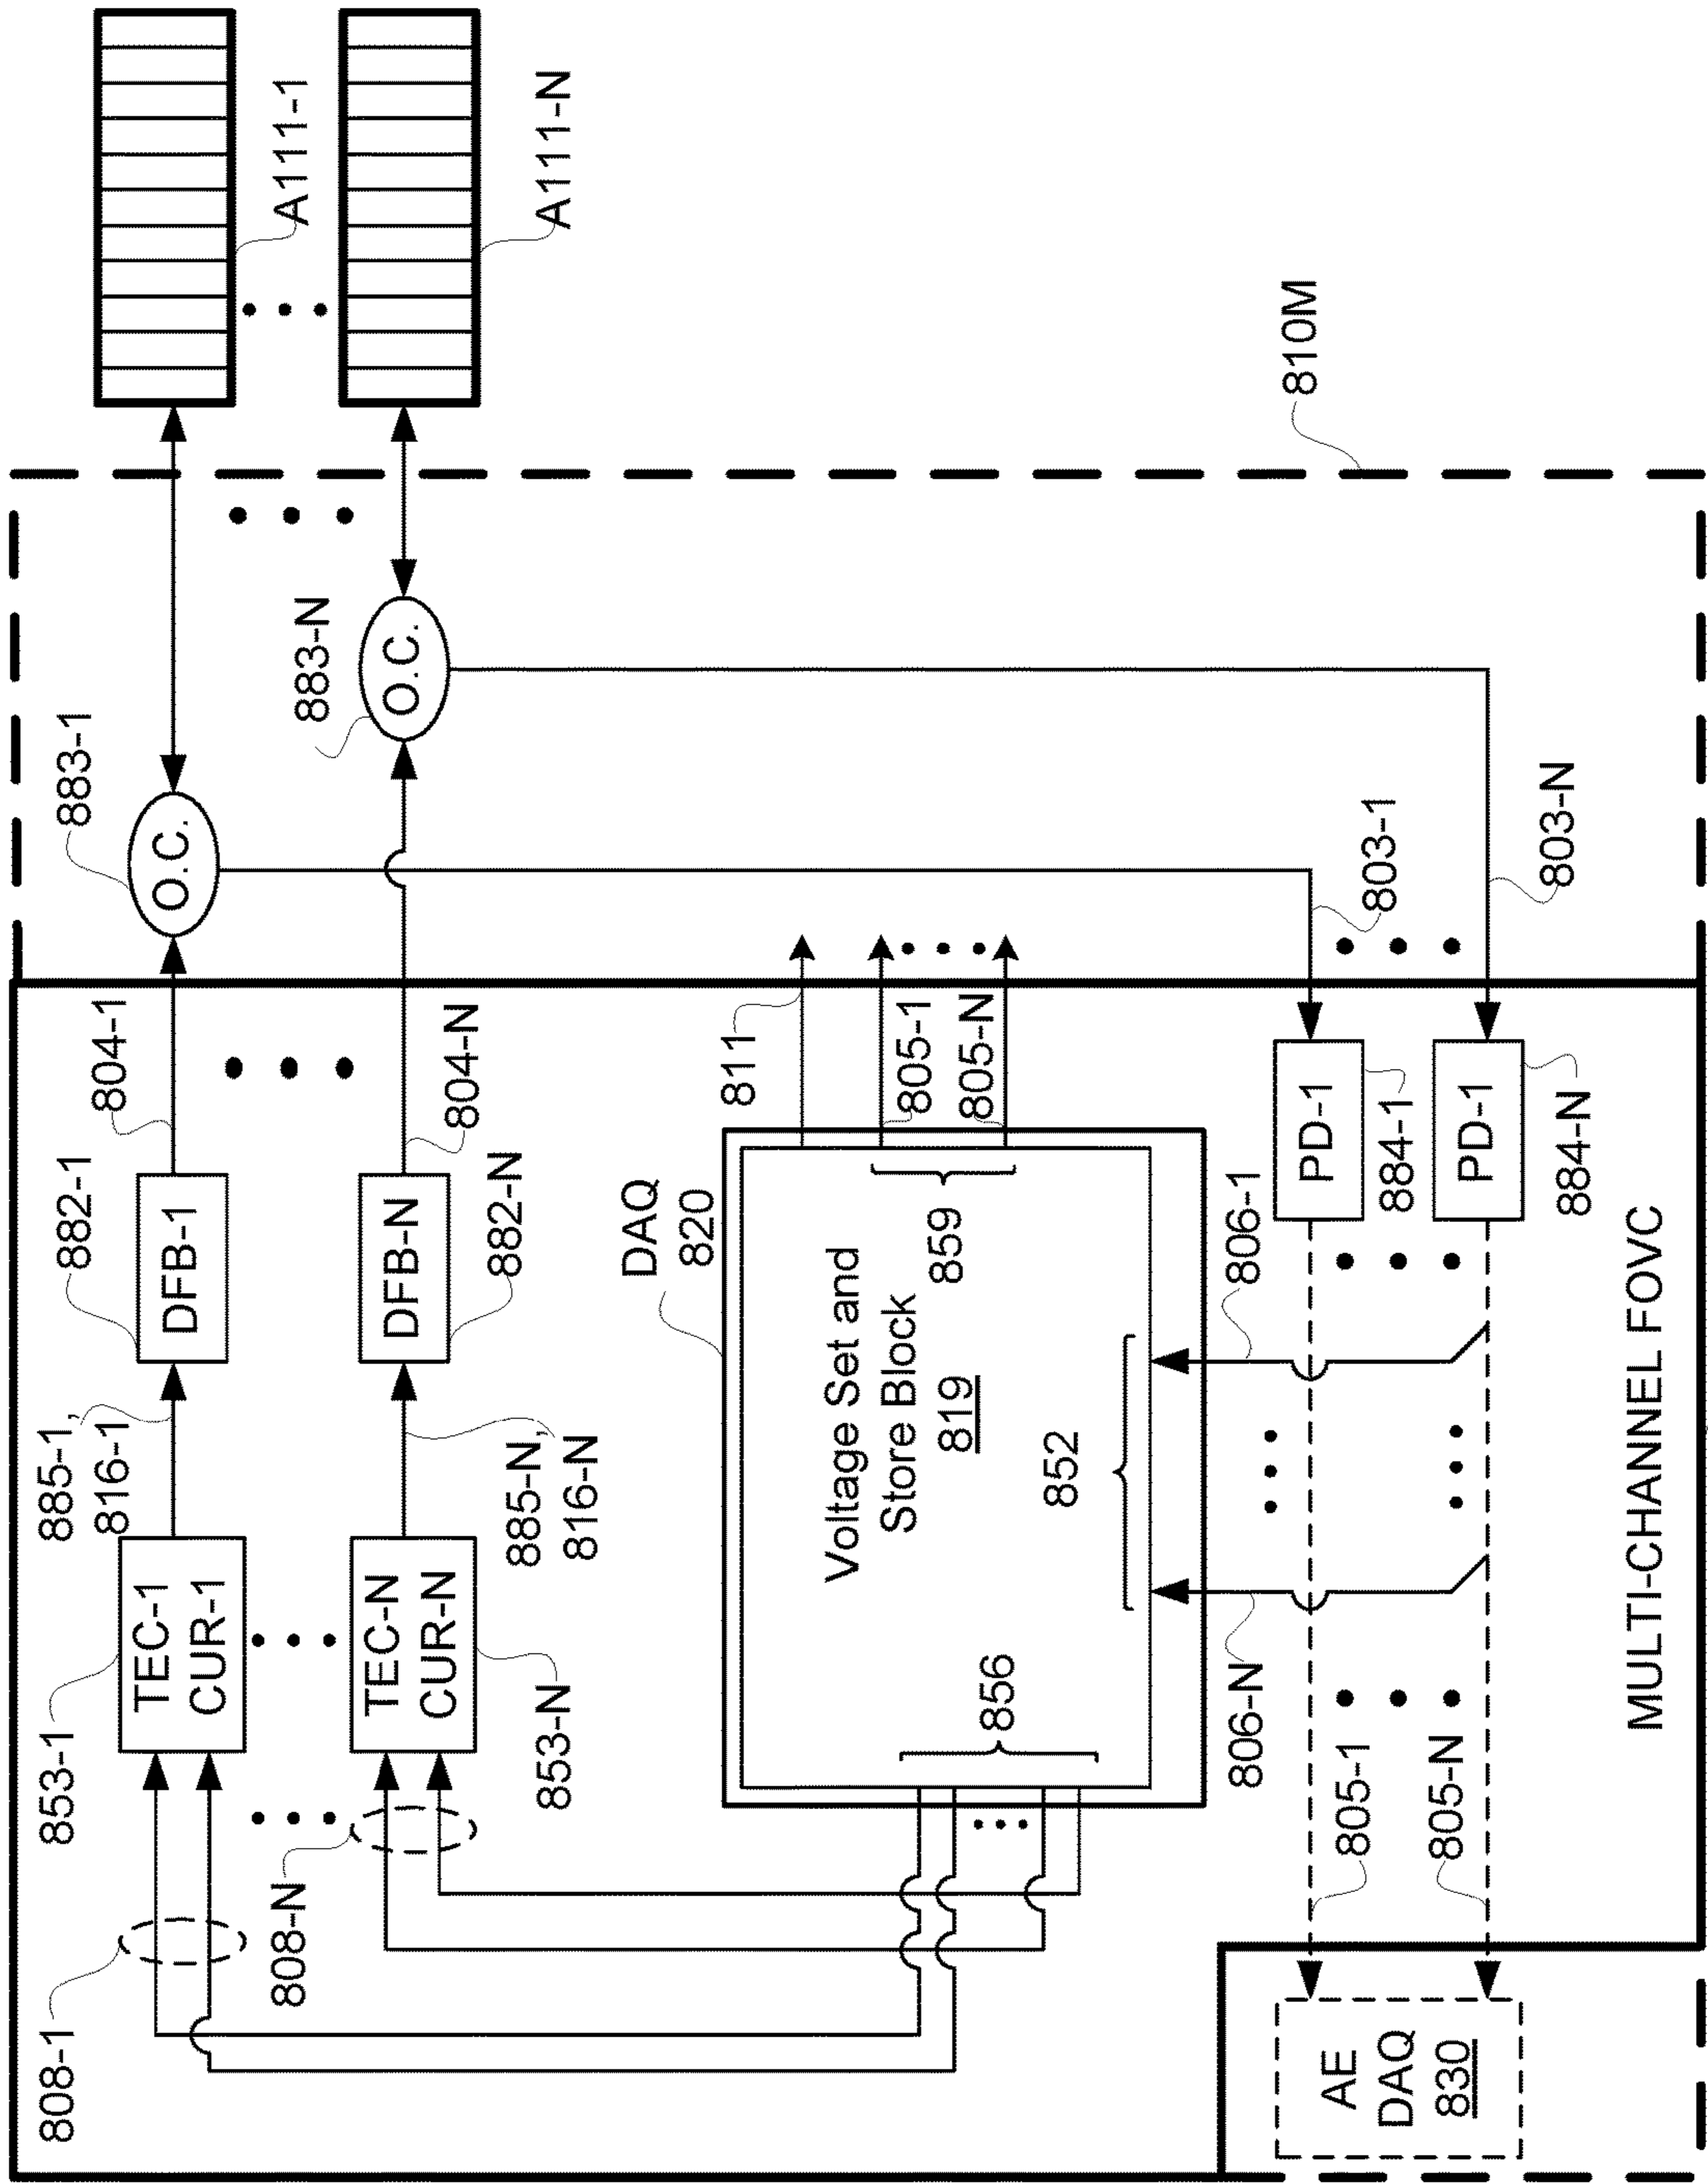 808-1
853-1
TEC-1
CUR-1
885-1,
816-1
882-1
DFB-1
804-1
883-1
O.C.
A111-1
808-N
TEC-N
CUR-N
853-N
885-N,
816-N
DFB-N
882-N
804-N
883-N
O.C.
A111-N
DAQ
820
811
805-1
805-N
Voltage Set and
Store Block
819
859
856
852
806-N
806-1
810M
AE
DAQ
830
805-1
805-N
PD-1
884-1
PD-1
884-N
803-1
803-N
MULTI-CHANNEL FOVC